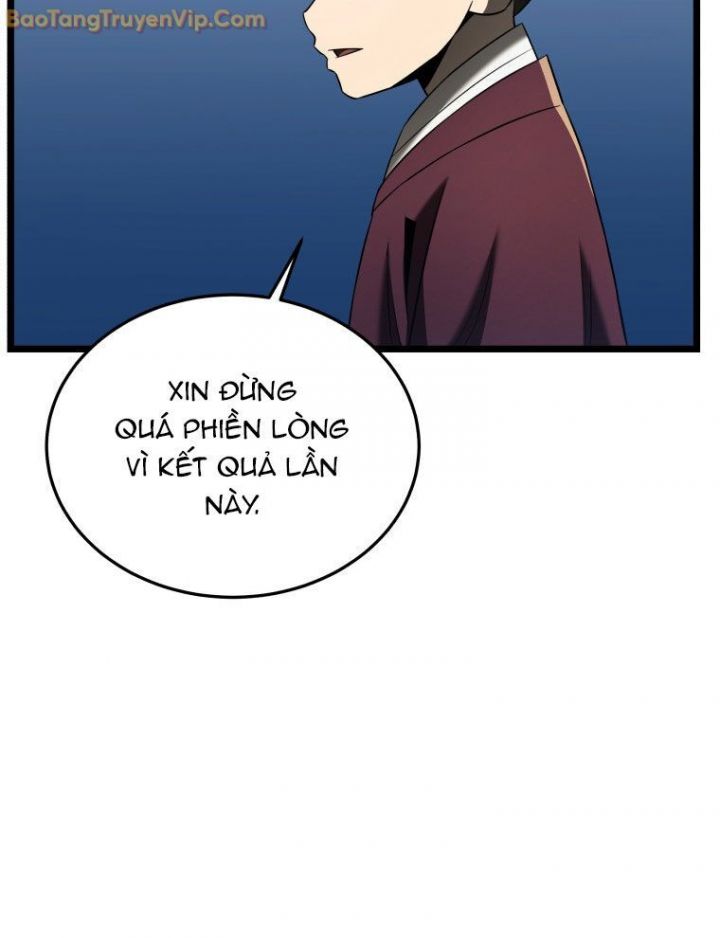 BaoTangTruyenVip.Com
XIN ĐỪNG
QUÁ PHIỀN LÒNG
VÌ KẾT QUẢ LẦN
NÀY.